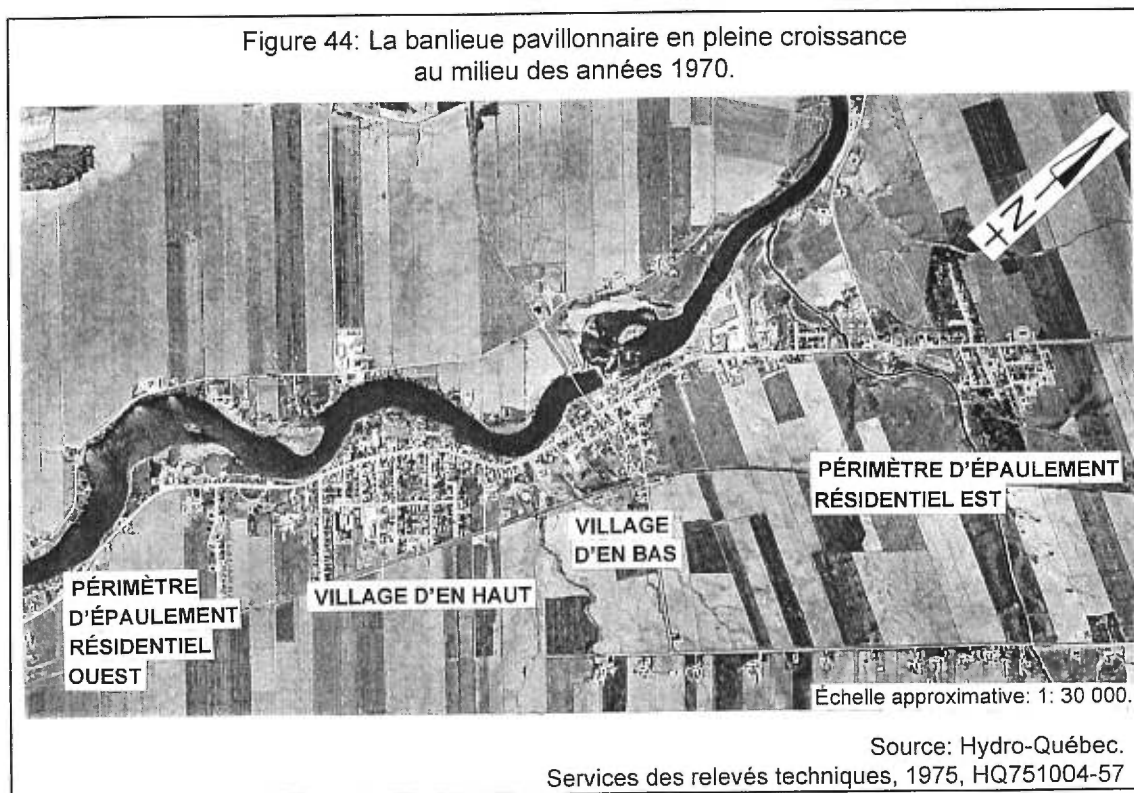 Figure 44: La banlieue pavillonnaire en pleine croissance
au milieu des années 1970.
N
PÉRIMÈTRE D'ÉPAULEMENT
RÉSIDENTIEL EST
VILLAGE
D'EN BAS
VILLAGE D'EN HAUT
PÉRIMÈTRE
D'ÉPAULEMENT
RÉSIDENTIEL
OUEST
Échelle approximative: 1: 30 000.
Source: Hydro-Québec.
Services des relevés techniques, 1975, HQ751004-57